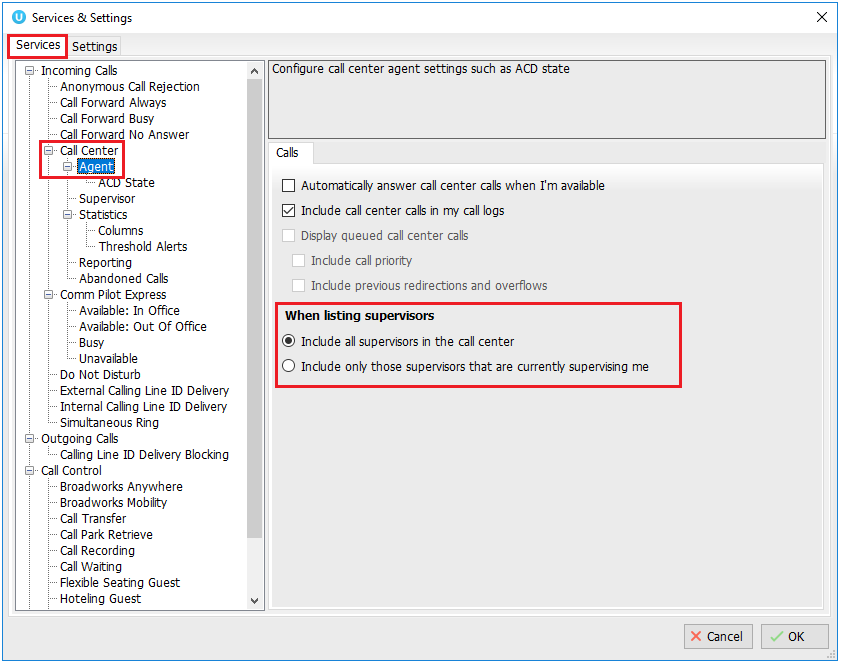 U Services & Settings
Services Settings
Incoming Calls
Anonymous Call Rejection
Call Forward Always
Call Forward Busy
Call Forward No Answer
Call Center
Agent
ACD State
Supervisor
Statistics
Columns
Threshold Alerts
Reporting
Abandoned Calls
Comm Pilot Express
Available: In Office
Available: Out Of Office
Busy
Unavailable
Do Not Disturb
External Calling Line ID Delivery
Internal Calling Line ID Delivery
Simultaneous Ring
Outgoing Calls
Calling Line ID Delivery Blocking
Call Control
Broadworks Anywhere
Broadworks Mobility
Call Transfer
Call Park Retrieve
Call Recording
Call Waiting
Flexible Seating Guest
Hoteling Guest
Configure call center agent settings such as ACD state
Calls
Automatically answer call center calls when I'm available
Include call center calls in my call logs
Display queued call center calls
Include call priority
Include previous redirections and overflows
When listing supervisors
Include all supervisors in the call center
Include only those supervisors that are currently supervising me
Cancel OK